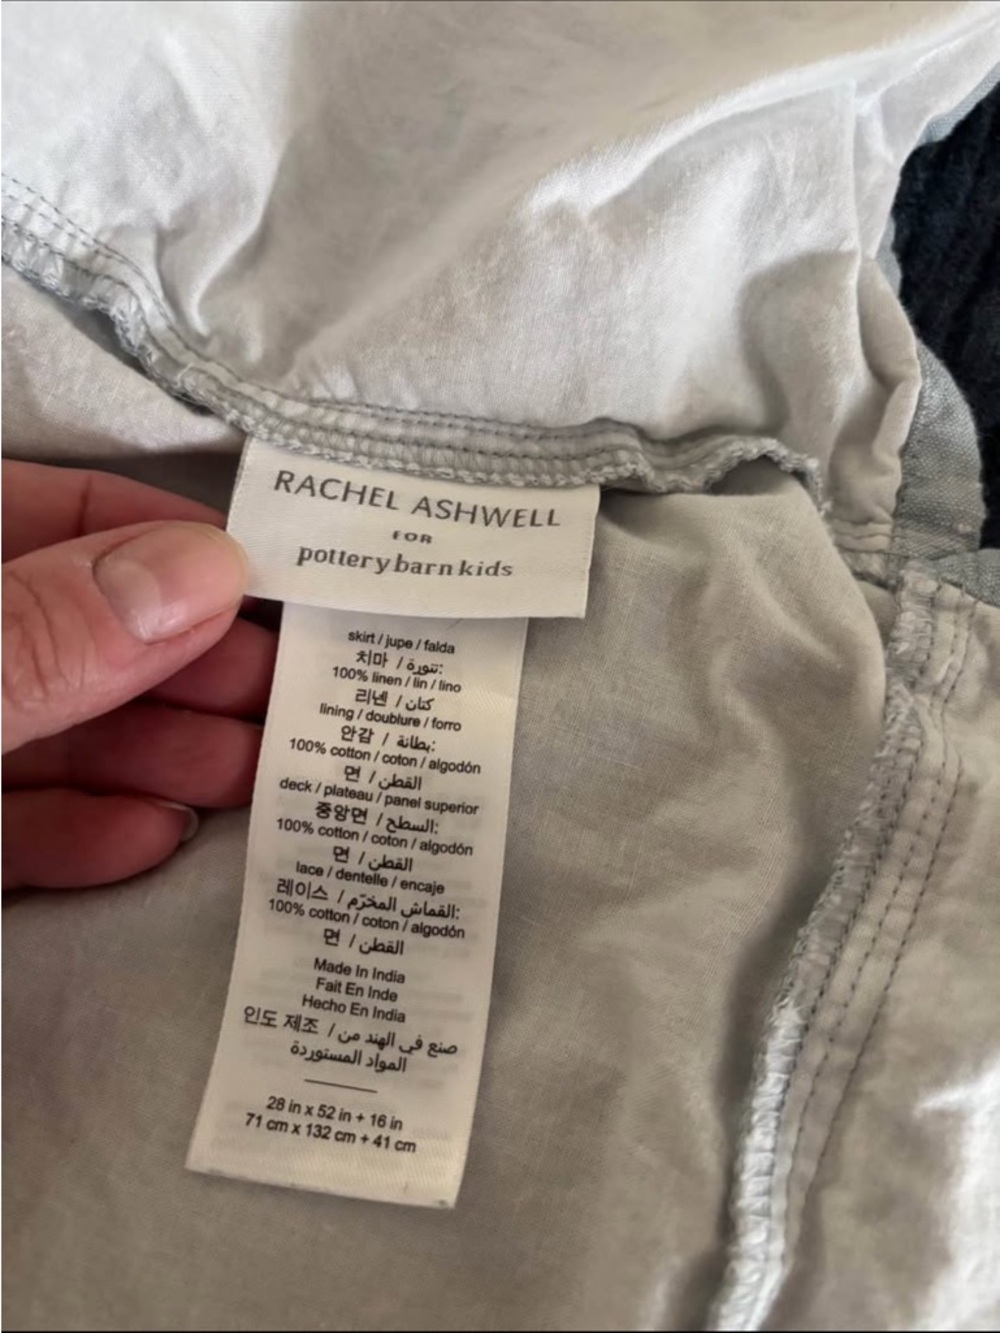 RACHEL ASHWELL
FOR
pottery barn kids
skirt / jupe / falda
치마 / تنورة:
100% linen / lin / lino
리넨 / كتان
lining / doublure / forro
안감 / بطانة:
100% cotton / coton / algodón
면 / القطن
deck / plateau / panel superior
중앙면 / السطح:
100% cotton / coton / algodón
면 / القطن
lace / dentelle / encaje
레이스 / القماش المخرّم:
100% cotton / coton / algodón
면 / القطن
Made In India
Fait En Inde
Hecho En India
인도 제조 / صنع في الهند من
المواد المستوردة
28 in x 52 in + 16 in
71 cm x 132 cm + 41 cm